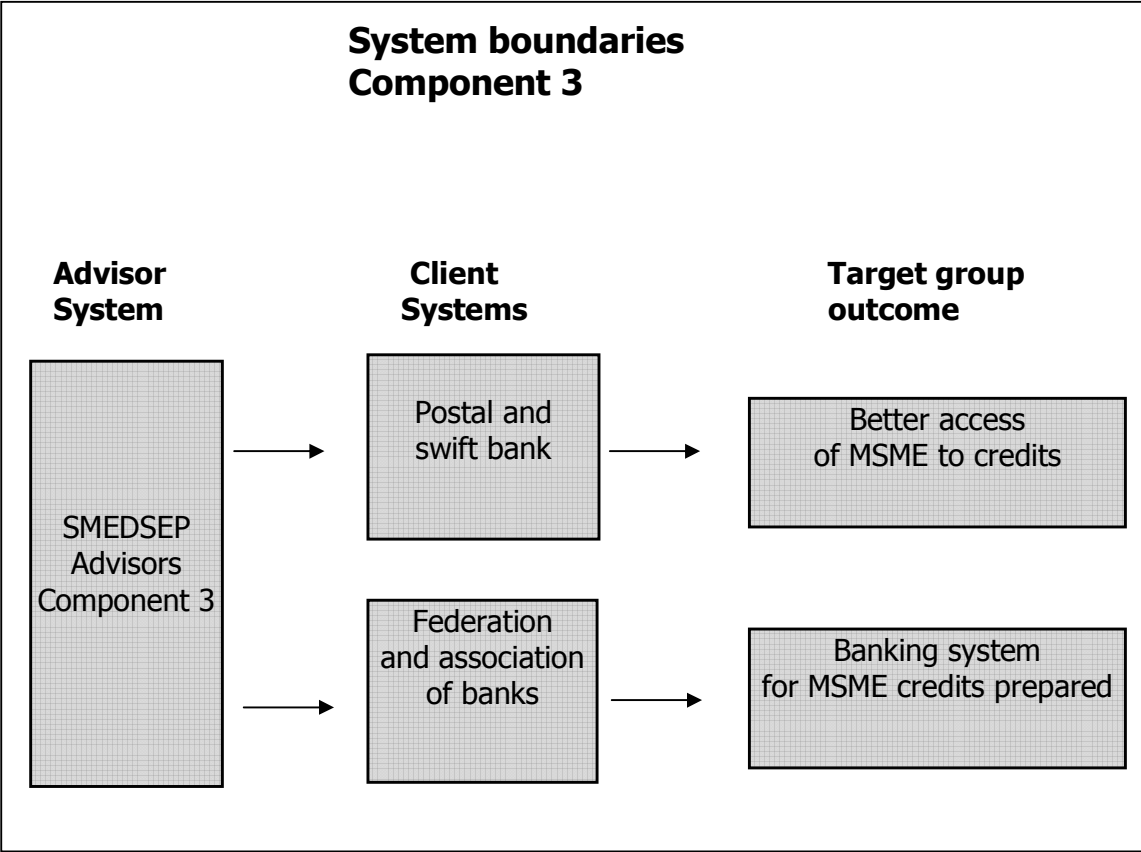 System boundaries
Component 3
Advisor
System
Client
Systems
Target group
outcome
SMEDSEP
Advisors
Component 3
Postal and
swift bank
Better access
of MSME to credits
Federation
and association
of banks
Banking system
for MSME credits prepared